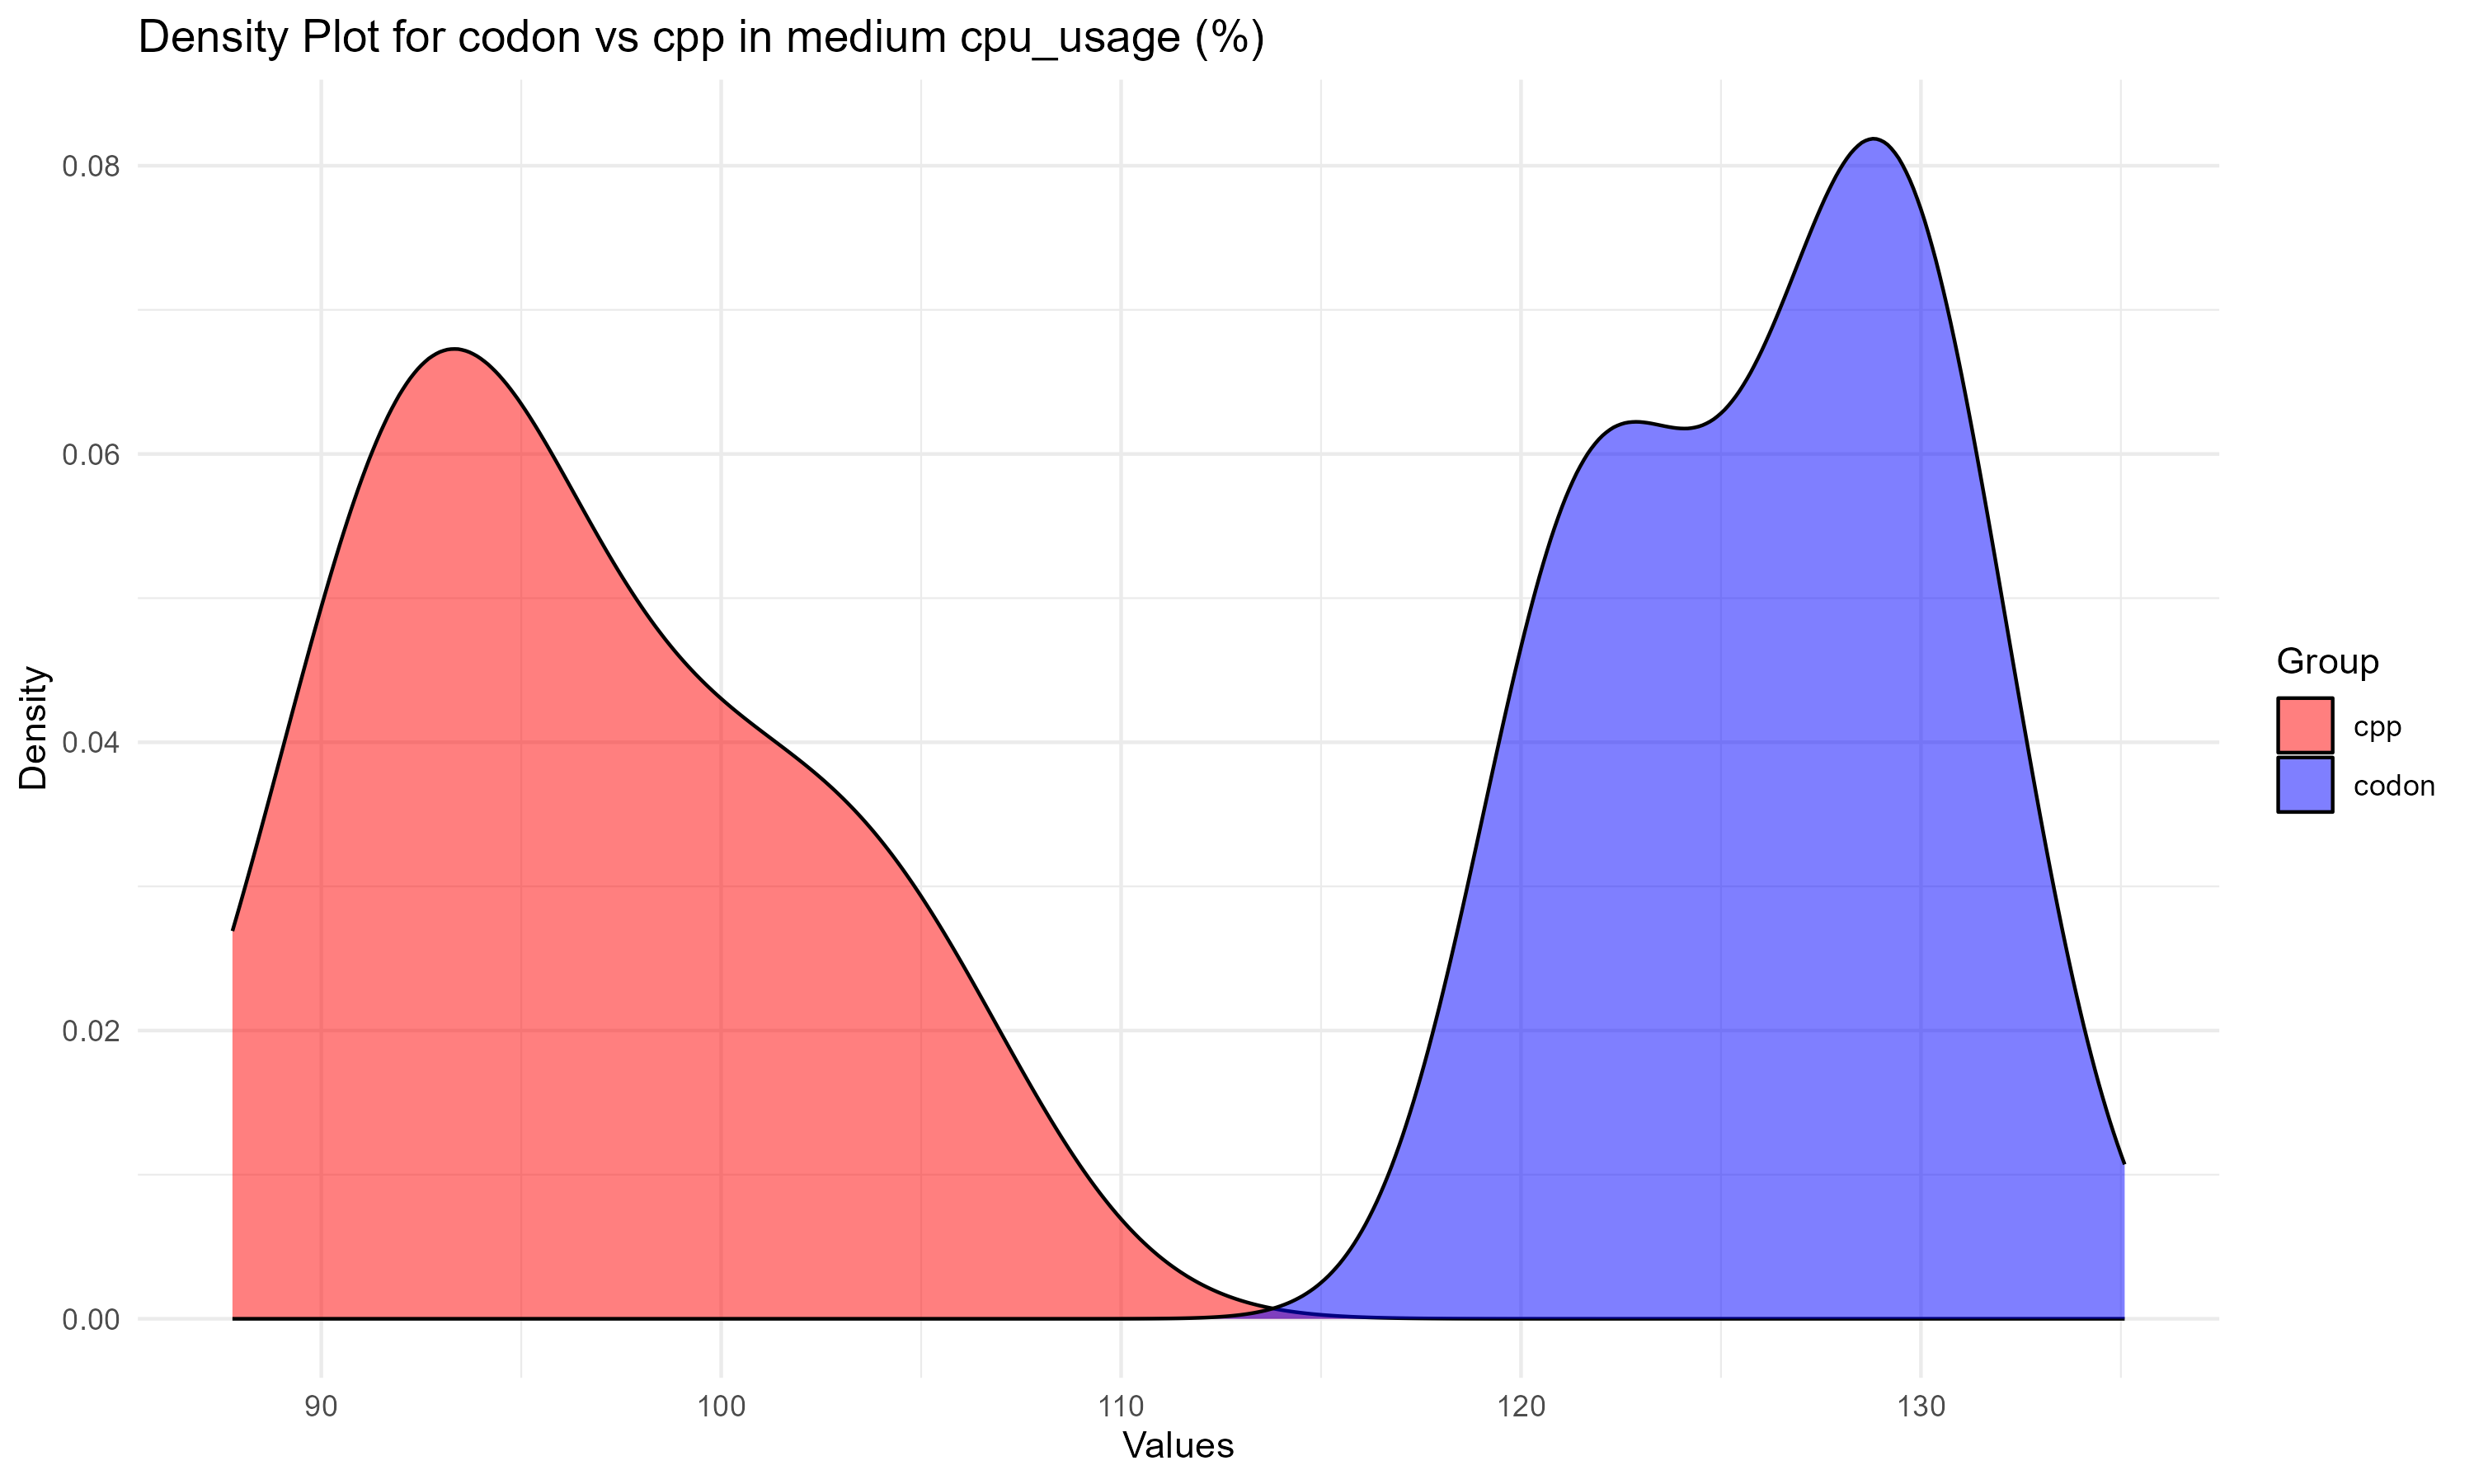 Density Plot for codon vs cpp in medium cpu_usage (%)
Density
0.08
0.06
0.04
0.02
0.00
90 100 110 120 130
Values
Group
cpp
codon